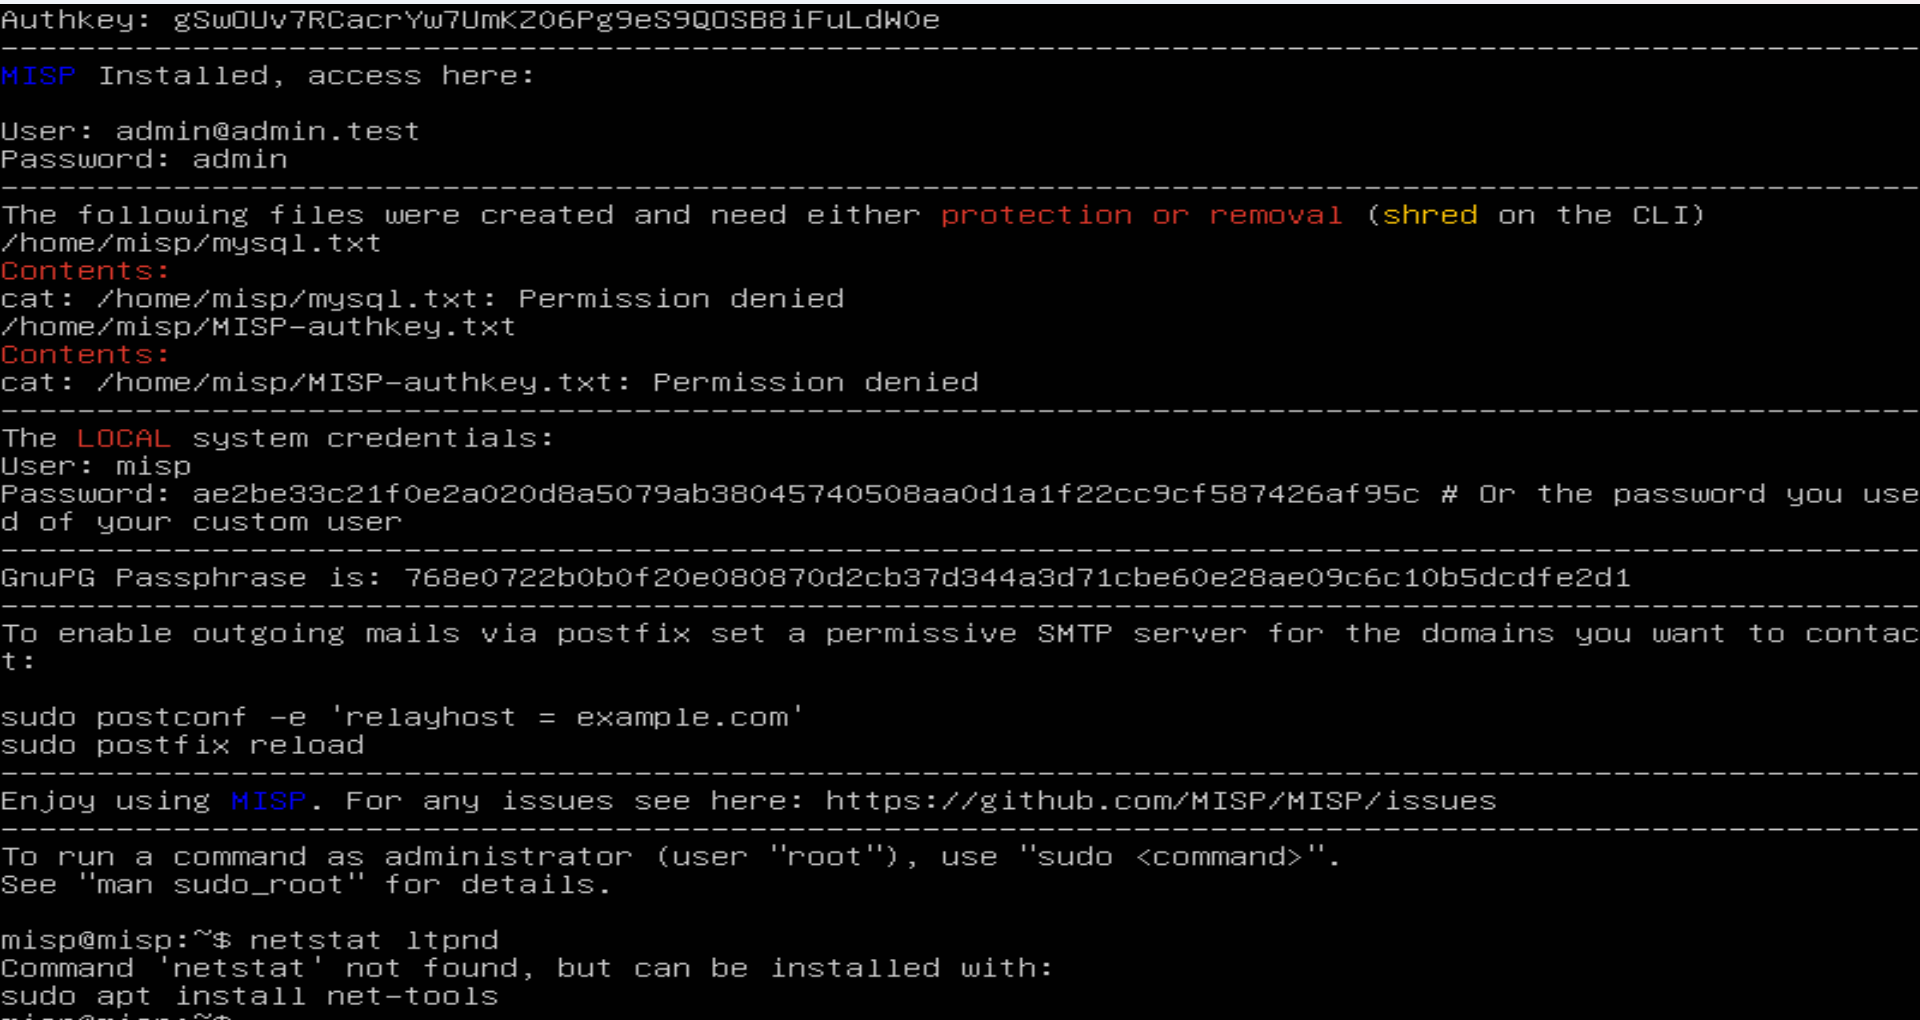 Authkey: gSwOUv7RCacrYw7UmKZO6Pg9eS9QOSB8iFuLdWOe
--------------------------------------------------------------------------------
MISP Installed, access here:
User: admin@admin.test
Password: admin
--------------------------------------------------------------------------------
The following files were created and need either protection or removal (shred on the CLI)
/home/misp/mysql.txt
Contents:
cat: /home/misp/mysql.txt: Permission denied
/home/misp/MISP-authkey.txt
Contents:
cat: /home/misp/MISP-authkey.txt: Permission denied
--------------------------------------------------------------------------------
The LOCAL system credentials:
User: misp
Password: ae2be33c21f0e2a020d8a5079ab38045740508aa0d1a1f22cc9cf587426af95c # Or the password you use
d of your custom user
--------------------------------------------------------------------------------
GnuPG Passphrase is: 768e0722b0b0f20e080870d2cb37d344a3d71cbe60e28ae09c6c10b5dcdfe2d1
--------------------------------------------------------------------------------
To enable outgoing mails via postfix set a permissive SMTP server for the domains you want to contac
t:
sudo postconf -e 'relayhost = example.com'
sudo postfix reload
--------------------------------------------------------------------------------
Enjoy using MISP. For any issues see here: https://github.com/MISP/MISP/issues
--------------------------------------------------------------------------------
To run a command as administrator (user "root"), use "sudo <command>".
See "man sudo_root" for details.
misp@misp:~$ netstat ltpnd
Command 'netstat' not found, but can be installed with:
sudo apt install net-tools
misp@misp:~$